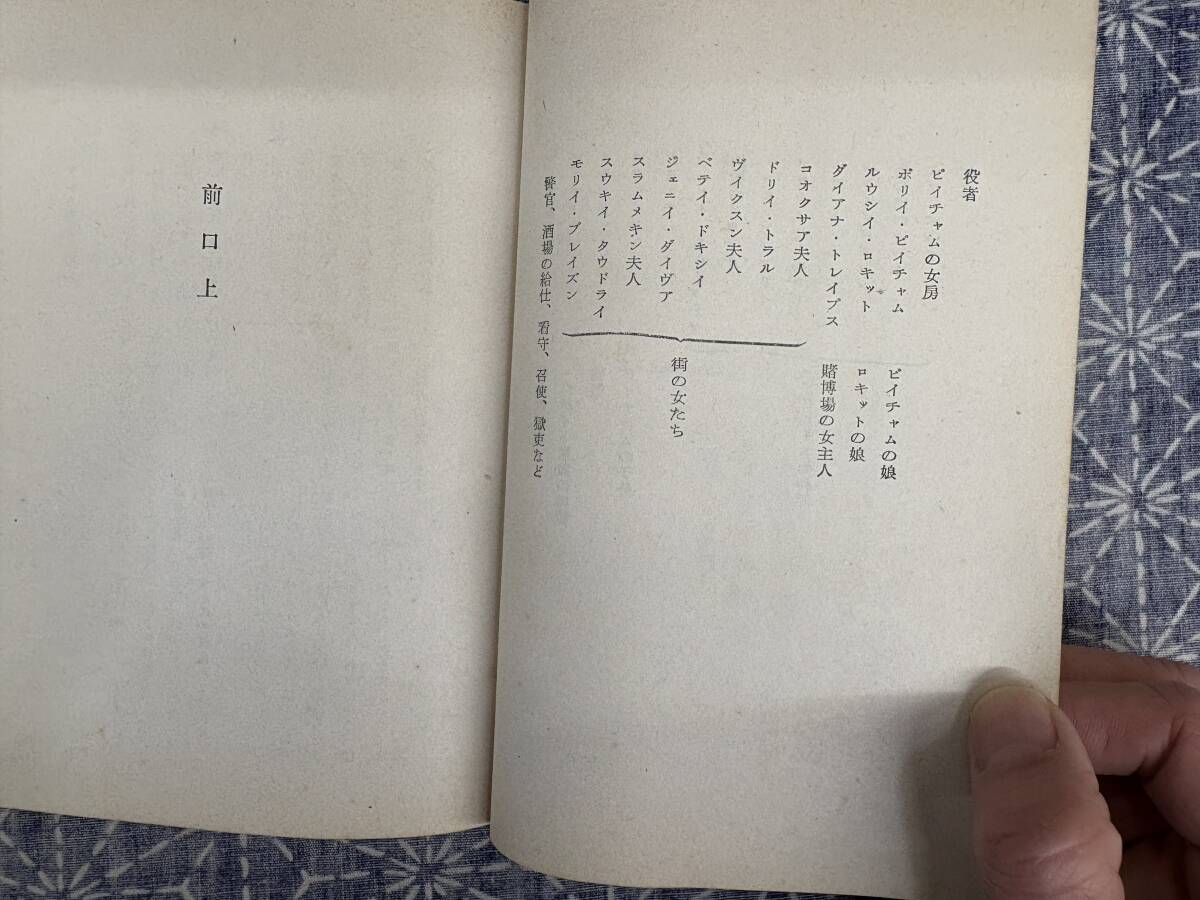 役者
ピイチャムの女房
ポリイ・ピイチャム
ピイチャムの娘
ルウシイ・ロキット
ロキットの娘
ダイアナ・トレイプス
賭博場の女主人
コオクサア夫人
ドリイ・トラル
ヴイクスン夫人
ベテイ・ドキシイ
ジェニイ・ダイヴア
スラムメキン夫人
スウキイ・タウドライ
モリイ・ブレイズン
街の女たち
警官、酒場の給仕、看守、召使、獄吏など
前口上